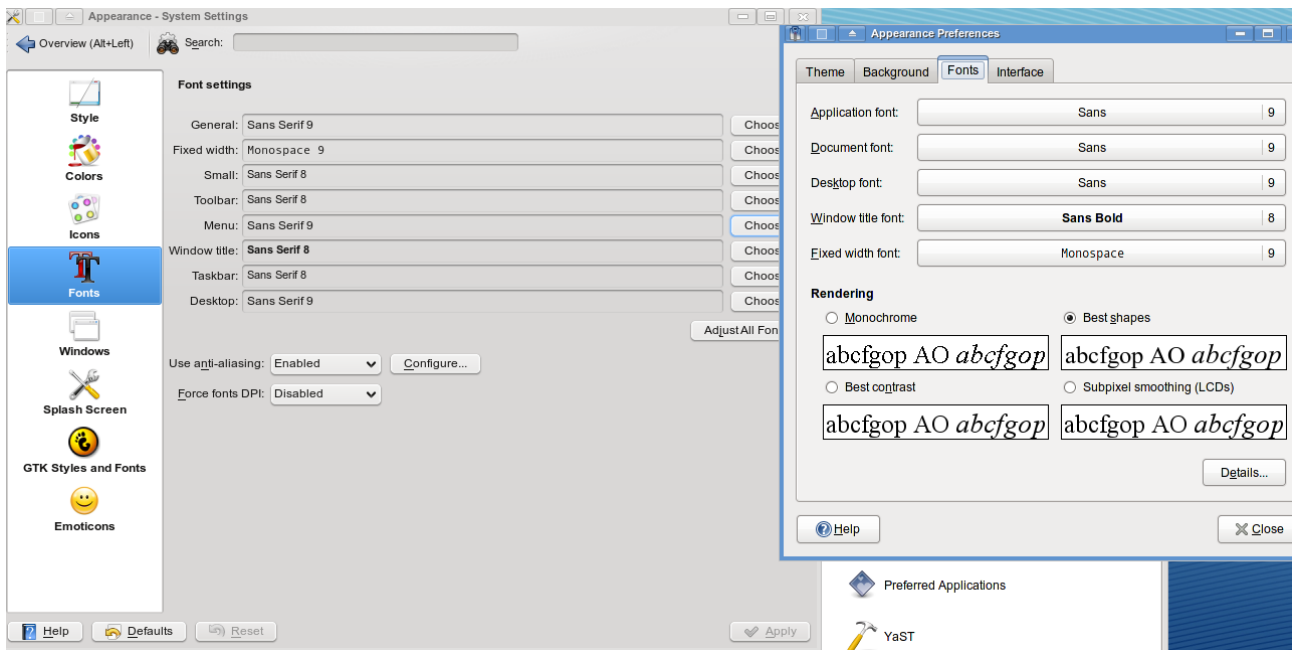 Appearance - System Settings
Overview (Alt+Left)
Search:
Style
Colors
Icons
Fonts
Windows
Splash Screen
GTK Styles and Fonts
Emoticons
Font settings
General: Sans Serif 9 Choos
Fixed width: Monospace 9 Choos
Small: Sans Serif 8 Choos
Toolbar: Sans Serif 8 Choos
Menu: Sans Serif 9 Choos
Window title: Sans Serif 8 Choos
Taskbar: Sans Serif 8 Choos
Desktop: Sans Serif 9 Choos
Adjust All Fon
Use anti-aliasing: Enabled Configure...
Force fonts DPI: Disabled
Help Defaults Reset Apply
Appearance Preferences
Theme Background Fonts Interface
Application font: Sans 9
Document font: Sans 9
Desktop font: Sans 9
Window title font: Sans Bold 8
Fixed width font: Monospace 9
Rendering
Monochrome Best shapes
abcfgop AO abcfgop abcfgop AO abcfgop
Best contrast Subpixel smoothing (LCDs)
abcfgop AO abcfgop abcfgop AO abcfgop
Details...
Help Close
Preferred Applications
YaST